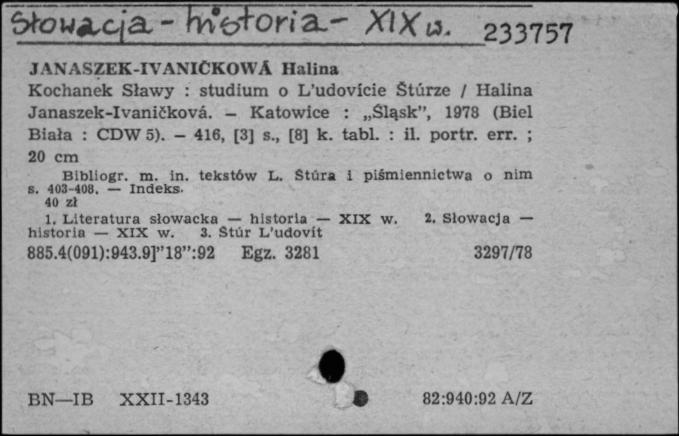 Słowacja - historia - XIX w. 233757
JANASZEK-IVANIČKOWÁ Halina
Kochanek Sławy : studium o L'udovície Štúrze / Halina
Janaszek-Ivaničková. – Katowice : „Śląsk", 1978 (Biel
Biała : CDW 5). – 416, [3] s., [8] k. tabl. : il. portr. err. ;
20 cm
Bibliogr. m. in. tekstów L. Štúra i piśmiennictwa o nim
s. 403-408. — Indeks.
40 zł
1. Literatura słowacka — historia — XIX w. 2. Słowacja —
historia — XIX w. 3. Štúr L'udovít
885.4(091):943.9]"18":92 Egz. 3281 3297/78
BN—IB XXII-1343 82:940:92 A/Z